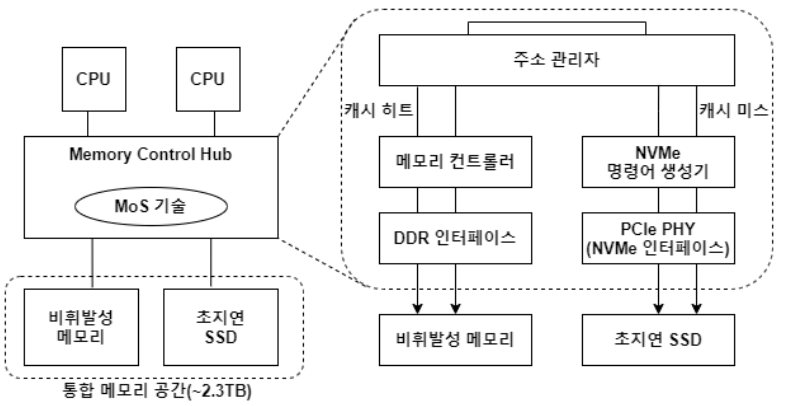 CPU
CPU
Memory Control Hub
MoS 기술
비휘발성
메모리
초지연
SSD
통합 메모리 공간(~2.3TB)
주소 관리자
캐시 히트
캐시 미스
메모리 컨트롤러
NVMe
명령어 생성기
DDR 인터페이스
PCIe PHY
(NVMe 인터페이스)
비휘발성 메모리
초지연 SSD